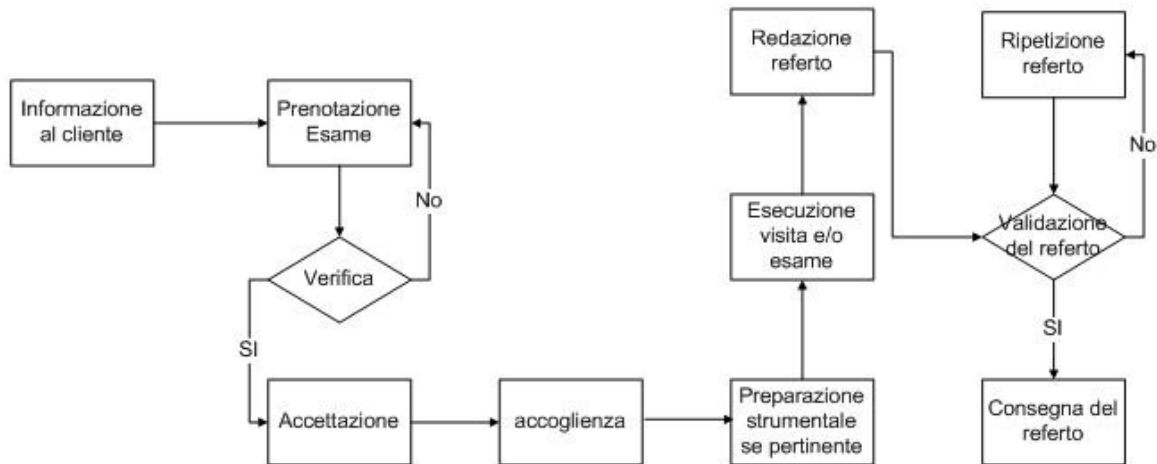 Informazione
al cliente
Prenotazione
Esame
No
Verifica
SI
Accettazione
accoglienza
Preparazione
strumentale
se pertinente
Esecuzione
visita e/o
esame
Redazione
referto
Ripetizione
referto
No
Validazione
del referto
SI
Consegna del
referto